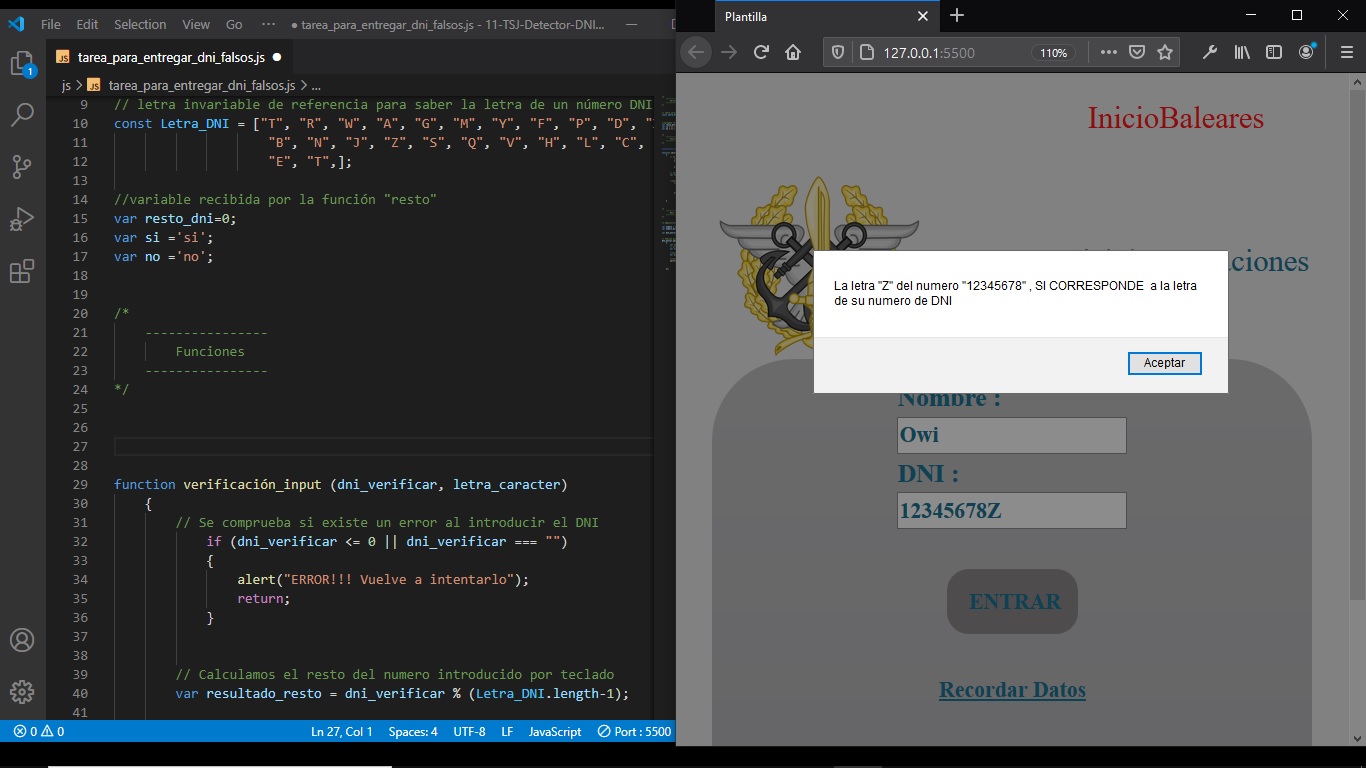 File Edit Selection View Go ··· ● tarea_para_entregar_dni_falsos.js - 11-TSJ-Detector-DNI...
tarea_para_entregar_dni_falsos.js ●
js > tarea_para_entregar_dni_falsos.js > ...
1
9 // letra invariable de referencia para saber la letra de un número DNI
10 const Letra_DNI = ["T", "R", "W", "A", "G", "M", "Y", "F", "P", "D",
11 "B", "N", "J", "Z", "S", "Q", "V", "H", "L", "C",
12 "E", "T",];
13
14 //variable recibida por la función "resto"
15 var resto_dni=0;
16 var si ='si';
17 var no ='no';
18
19
20 /*
21 ----------------
22 Funciones
23 ----------------
24 */
25
26
27
28
29 function verificación_input (dni_verificar, letra_caracter)
30 {
31 // Se comprueba si existe un error al introducir el DNI
32 if (dni_verificar <= 0 || dni_verificar === "")
33 {
34 alert("ERROR!!! Vuelve a intentarlo");
35 return;
36 }
37
38
39 // Calculamos el resto del numero introducido por teclado
40 var resultado_resto = dni_verificar % (Letra_DNI.length-1);
41
0 0 Ln 27, Col 1 Spaces: 4 UTF-8 LF JavaScript Port : 5500
Plantilla
127.0.0.1:5500 110%
InicioBaleares
ciones
La letra "Z" del numero "12345678" , SI CORRESPONDE a la letra
de su numero de DNI
Aceptar
Nombre :
Owi
DNI :
12345678Z
ENTRAR
Recordar Datos